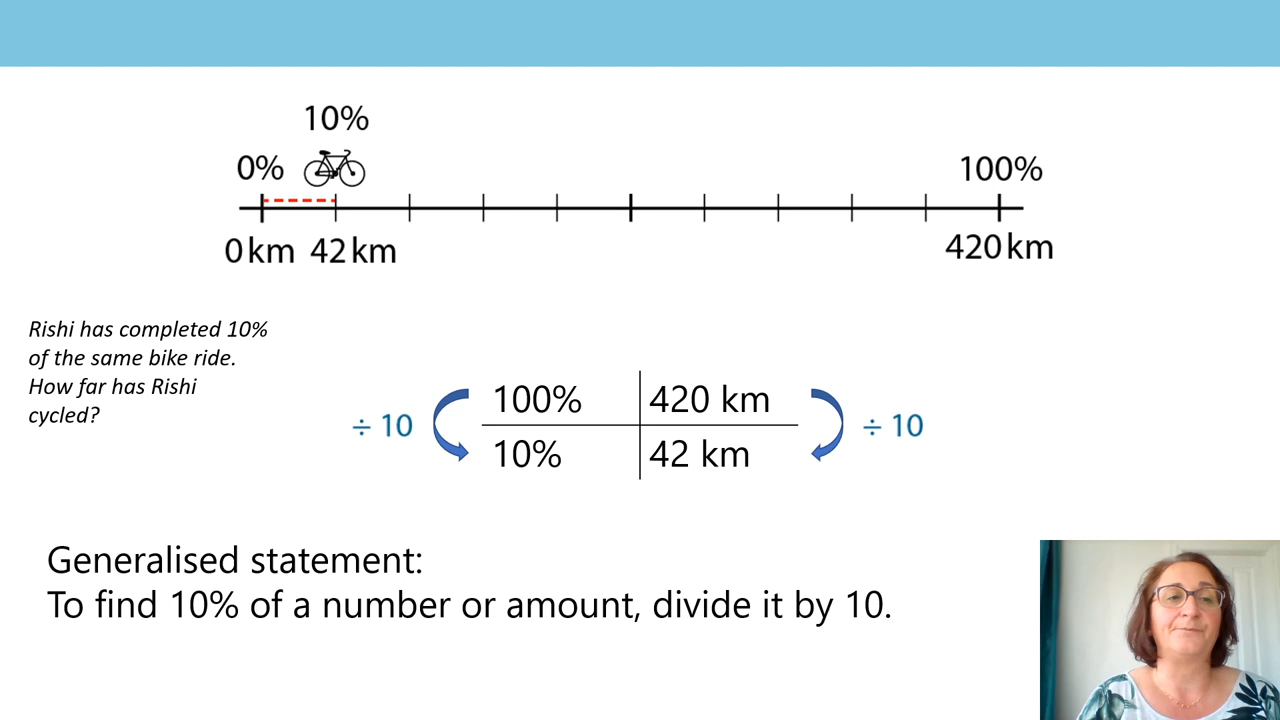 10%
0%
100%
0 km 42 km
420 km
Rishi has completed 10%
of the same bike ride.
How far has Rishi
cycled?
÷ 10
100% 420 km
10% 42 km
÷ 10
Generalised statement:
To find 10% of a number or amount, divide it by 10.